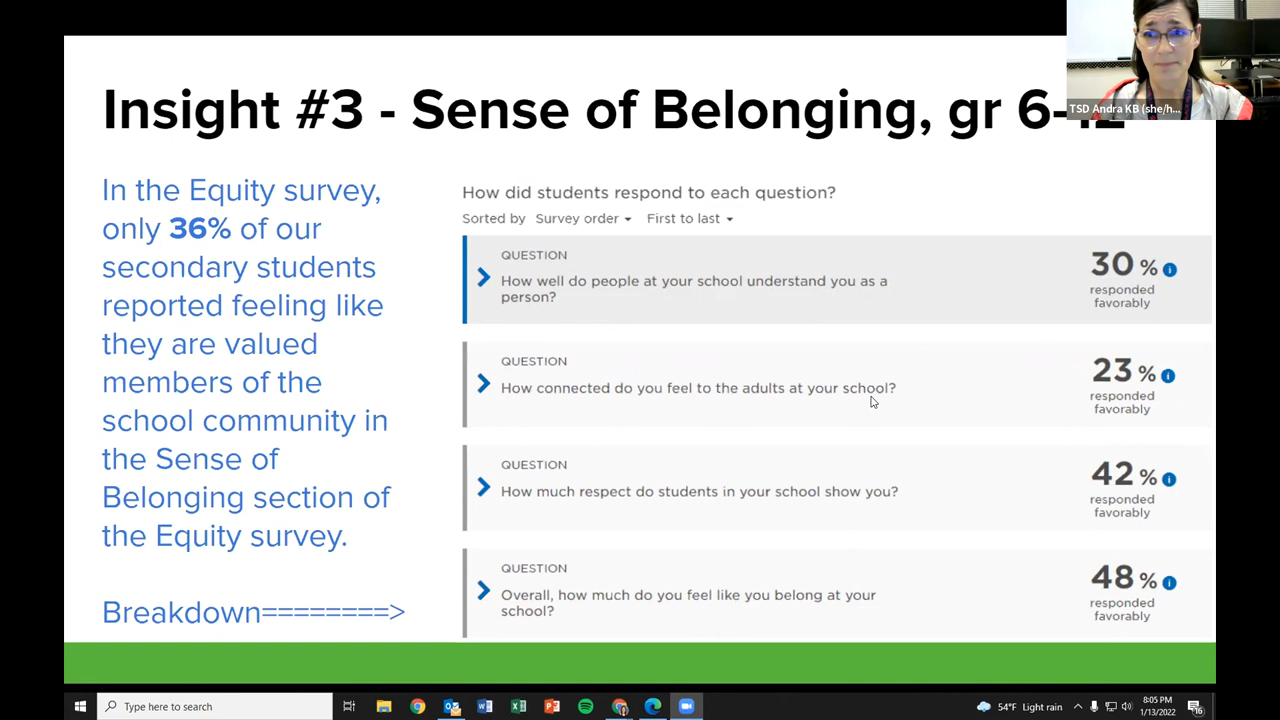 Insight #3 - Sense of Belonging, gr 6-12
TSD Andra KB (she/h...
In the Equity survey,
only 36% of our
secondary students
reported feeling like
they are valued
members of the
school community in
the Sense of
Belonging section of
the Equity survey.
Breakdown========>
How did students respond to each question?
Sorted by Survey order First to last
QUESTION
How well do people at your school understand you as a
person?
30 %
responded
favorably
QUESTION
How connected do you feel to the adults at your school?
23 %
responded
favorably
QUESTION
How much respect do students in your school show you?
42 %
responded
favorably
QUESTION
Overall, how much do you feel like you belong at your
school?
48 %
responded
favorably
Type here to search
54°F Light rain
8:05 PM
1/13/2022
16